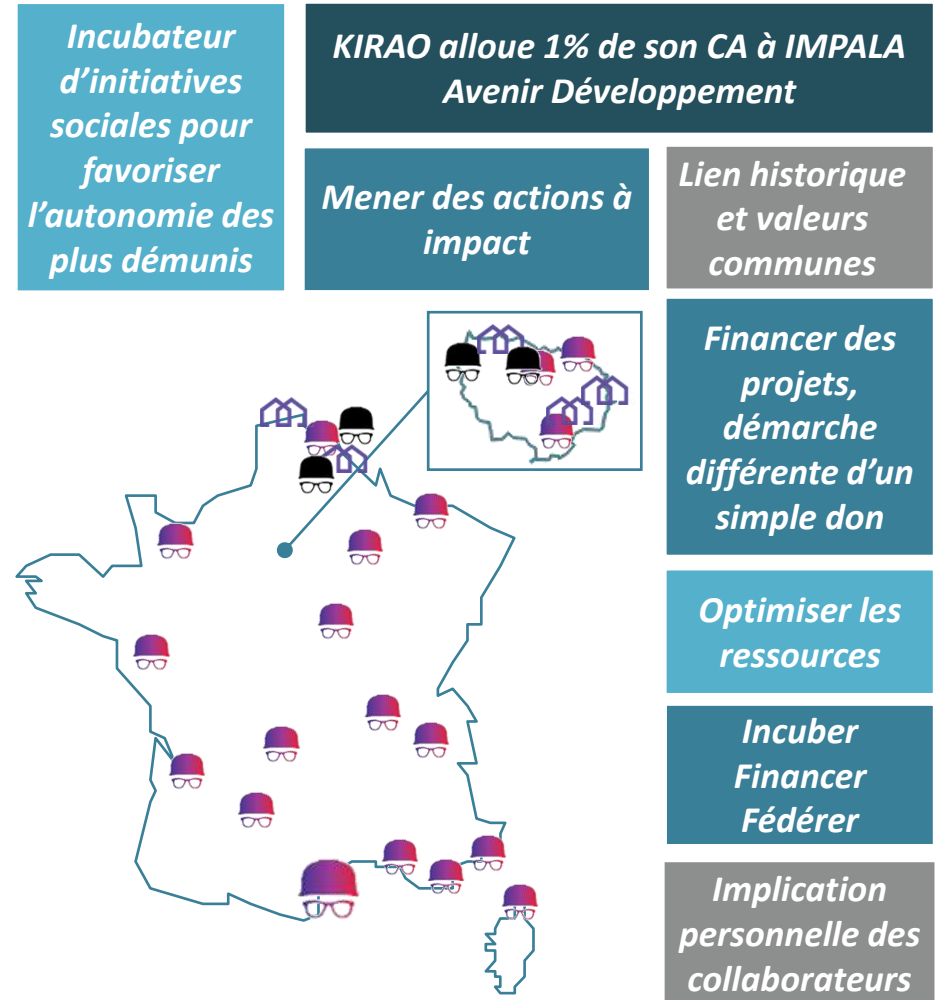 Incubateur
d'initiatives
sociales pour
favoriser
l'autonomie des
plus démunis
KIRAO alloue 1% de son CA à IMPALA
Avenir Développement
Mener des actions à
impact
Lien historique
et valeurs
communes
Financer des
projets,
démarche
différente d'un
simple don
Optimiser les
ressources
Incuber
Financer
Fédérer
Implication
personnelle des
collaborateurs